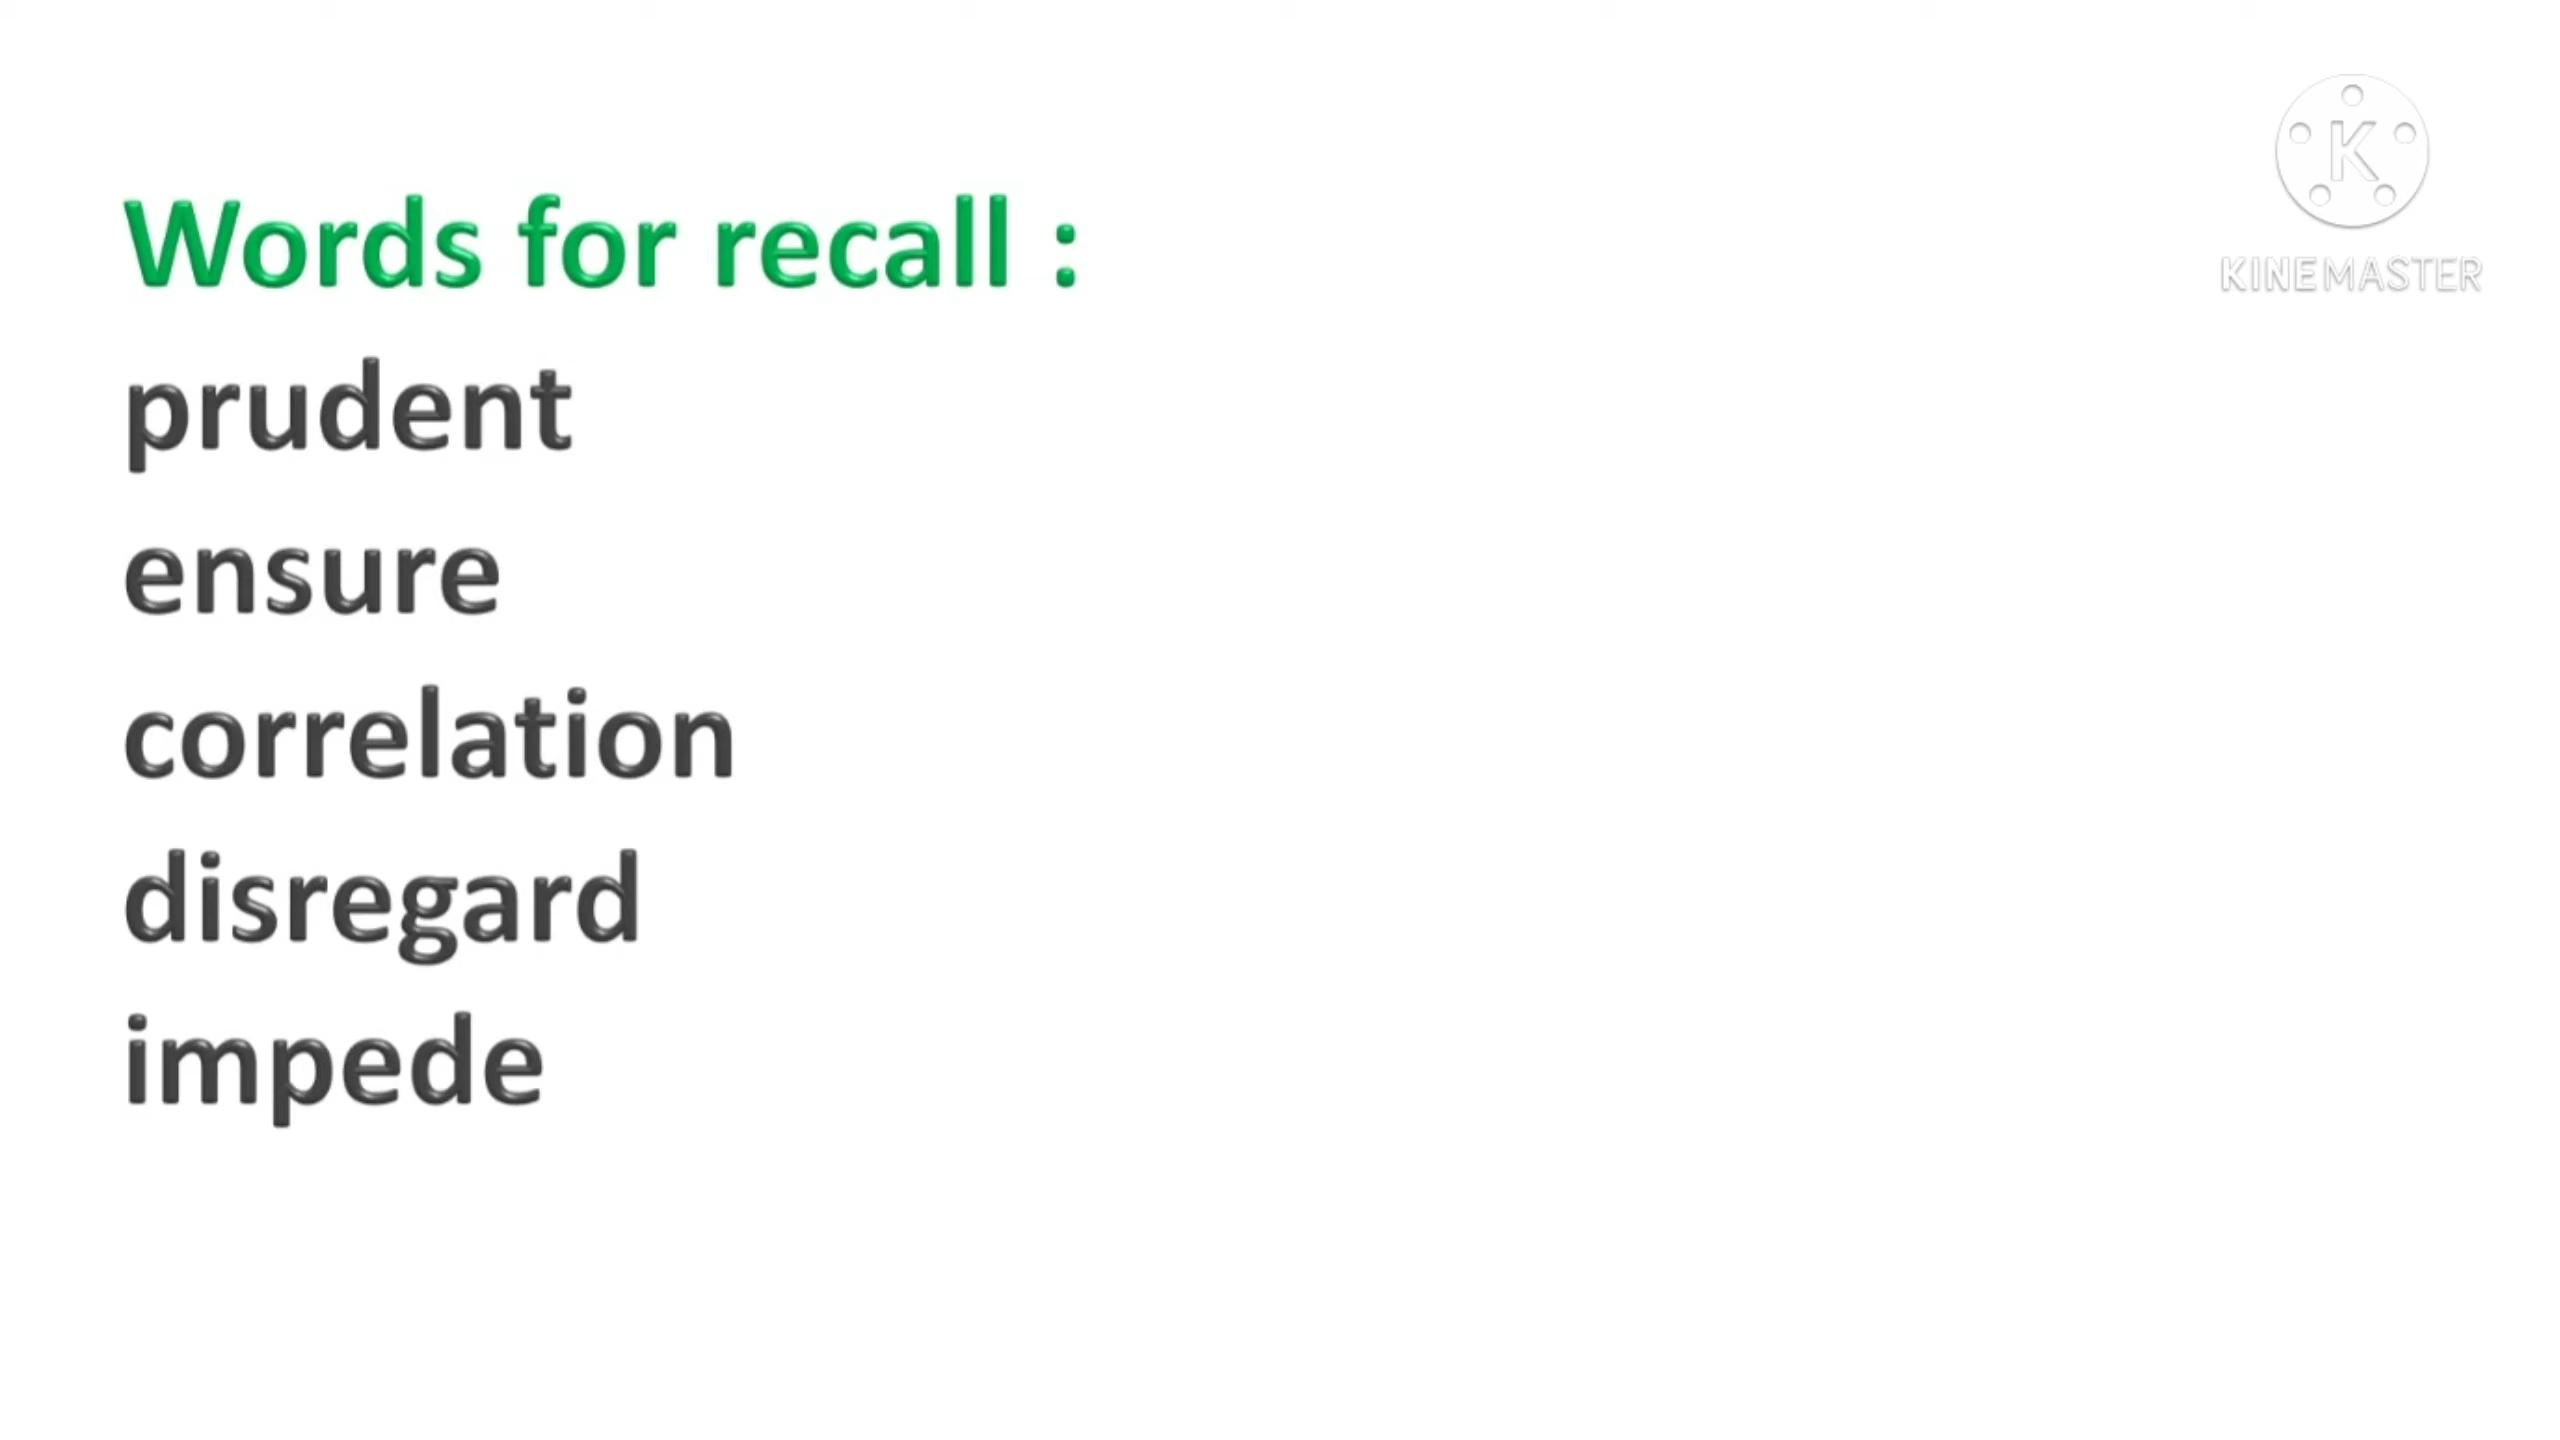 Words for recall :
prudent
ensure
correlation
disregard
impede
K
KINEMASTER